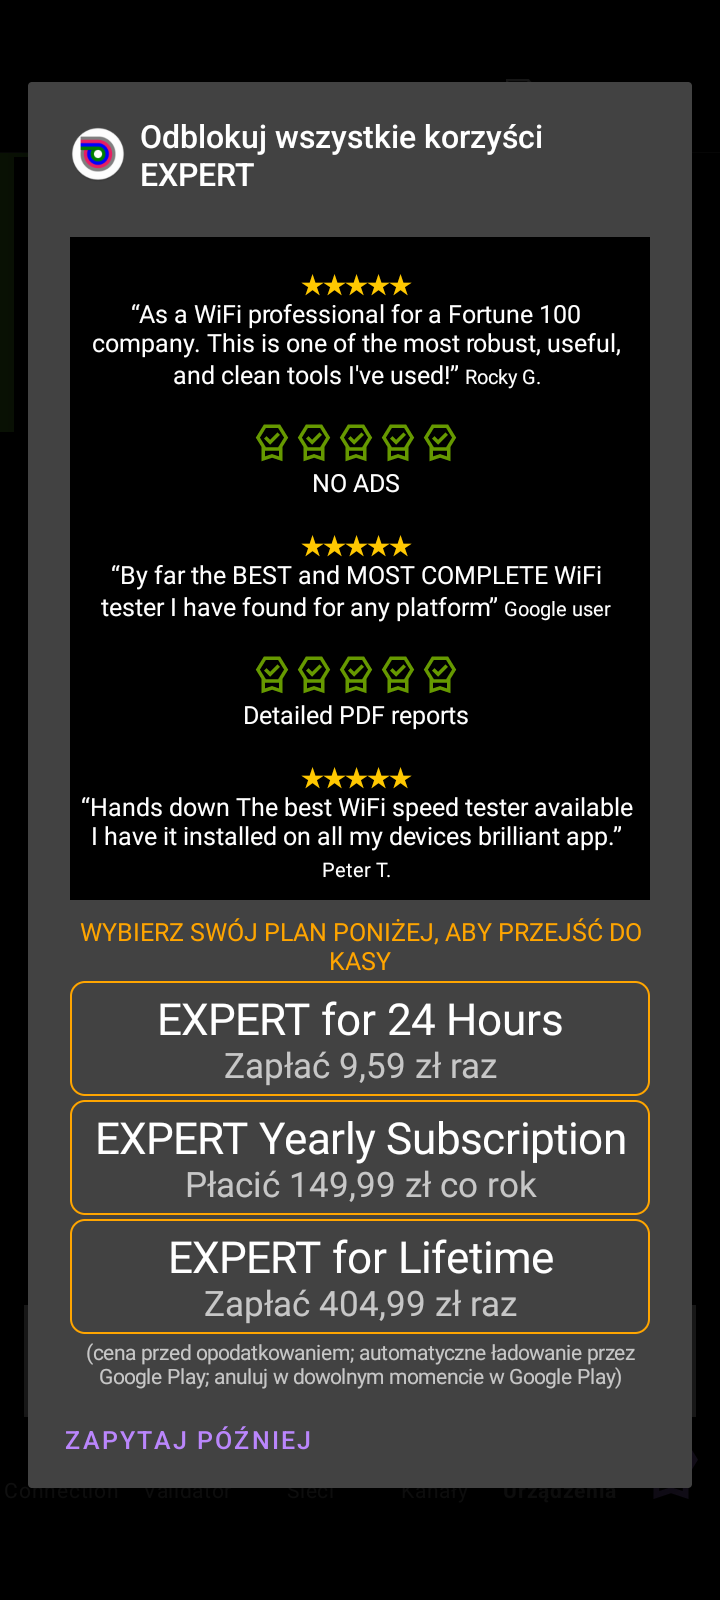 Odblokuj wszystkie korzyści
EXPERT
★★★★★
“As a WiFi professional for a Fortune 100
company. This is one of the most robust, useful,
and clean tools I've used!” Rocky G.
NO ADS
★★★★★
“By far the BEST and MOST COMPLETE WiFi
tester I have found for any platform” Google user
Detailed PDF reports
★★★★★
“Hands down The best WiFi speed tester available
I have it installed on all my devices brilliant app.”
Peter T.
WYBIERZ SWÓJ PLAN PONIŻEJ, ABY PRZEJŚĆ DO
KASY
EXPERT for 24 Hours
Zapłać 9,59 zł raz
EXPERT Yearly Subscription
Płacić 149,99 zł co rok
EXPERT for Lifetime
Zapłać 404,99 zł raz
(cena przed opodatkowaniem; automatyczne ładowanie przez
Google Play; anuluj w dowolnym momencie w Google Play)
ZAPYTAJ PÓŹNIEJ
Connection Validator Sieci Kanały Urządzenia